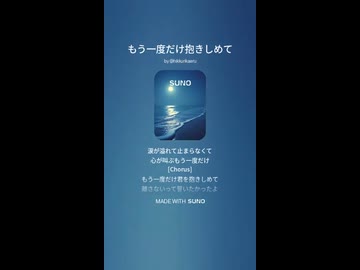 もう一度だけ抱きしめて
SUNO
涙が溢れて止まらなくて
心が叫ぶもう一度だけ
[Chorus]
もう一度だけ君を抱きしめて
離さないって誓いたかったよ
MADE WITH SUNO